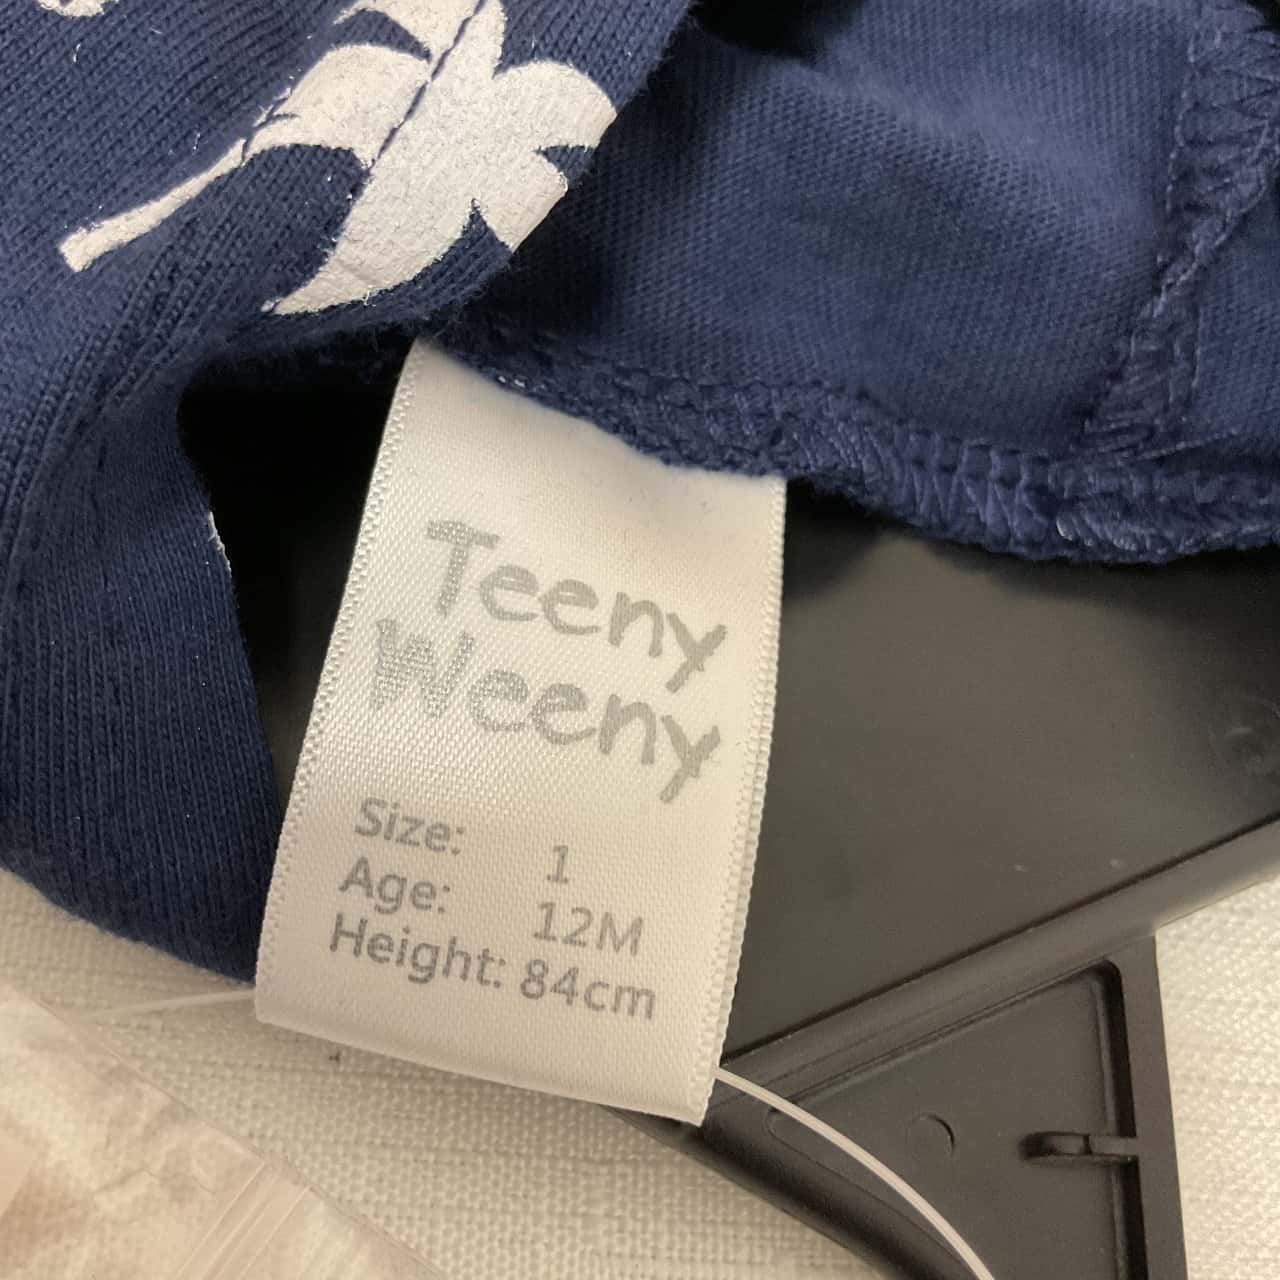 Teeny
Weeny
Size: 1
Age: 12M
Height: 84cm